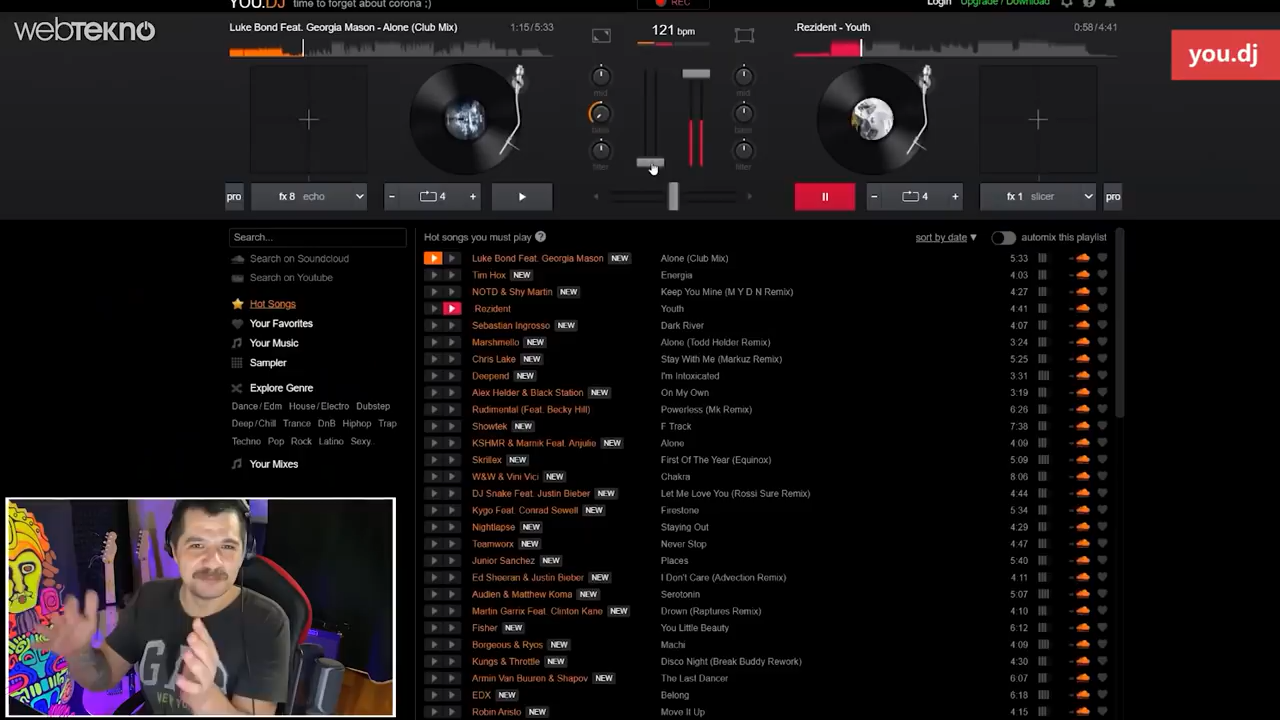 YOU.DJ time to forget about corona ;) REC Login Upgrade / Download
webtekno
Luke Bond Feat. Georgia Mason - Alone (Club Mix) 1:15/5:33 121 bpm .Rezident - Youth 0:58/4:41
you.dj
mid mid
bass bass
filter filter
pro fx 8 echo - 4 + - 4 + fx 1 slicer pro
Search... Hot songs you must play ? sort by date ▼ automix this playlist
Search on Soundcloud
Search on Youtube
Hot Songs
Your Favorites
Your Music
Sampler
Explore Genre
Dance / Edm House / Electro Dubstep
Deep / Chill Trance DnB Hiphop Trap
Techno Pop Rock Latino Sexy
Your Mixes
Luke Bond Feat. Georgia Mason NEW Alone (Club Mix) 5:33
Tim Hox NEW Energia 4:03
NOTD & Shy Martin NEW Keep You Mine (M Y D N Remix) 4:27
Rezident Youth 4:41
Sebastian Ingrosso NEW Dark River 4:07
Marshmello NEW Alone (Todd Helder Remix) 3:24
Chris Lake NEW Stay With Me (Markuz Remix) 5:25
Deepend NEW I'm Intoxicated 3:31
Alex Helder & Black Station NEW On My Own 3:19
Rudimental (Feat. Becky Hill) Powerless (Mk Remix) 6:26
Showtek NEW F Track 7:38
KSHMR & Marnik Feat. Anjulie NEW Alone 4:09
Skrillex NEW First Of The Year (Equinox) 5:09
W&W & Vini Vici NEW Chakra 8:06
DJ Snake Feat. Justin Bieber NEW Let Me Love You (Rossi Sure Remix) 4:44
Kygo Feat. Conrad Sewell NEW Firestone 5:34
Nightlapse NEW Staying Out 4:29
Teamworx NEW Never Stop 4:47
Junior Sanchez NEW Places 5:40
Ed Sheeran & Justin Bieber NEW I Don't Care (Advection Remix) 4:11
Audien & Matthew Koma NEW Serotonin 5:07
Martin Garrix Feat. Clinton Kane NEW Drown (Raptures Remix) 4:10
Fisher NEW You Little Beauty 6:12
Borgeous & Ryos NEW Machi 4:09
Kungs & Throttle NEW Disco Night (Break Buddy Rework) 4:30
Armin Van Buuren & Shapov NEW The Last Dancer 6:07
EDX NEW Belong 6:18
Robin Aristo NEW Move It Up 4:15